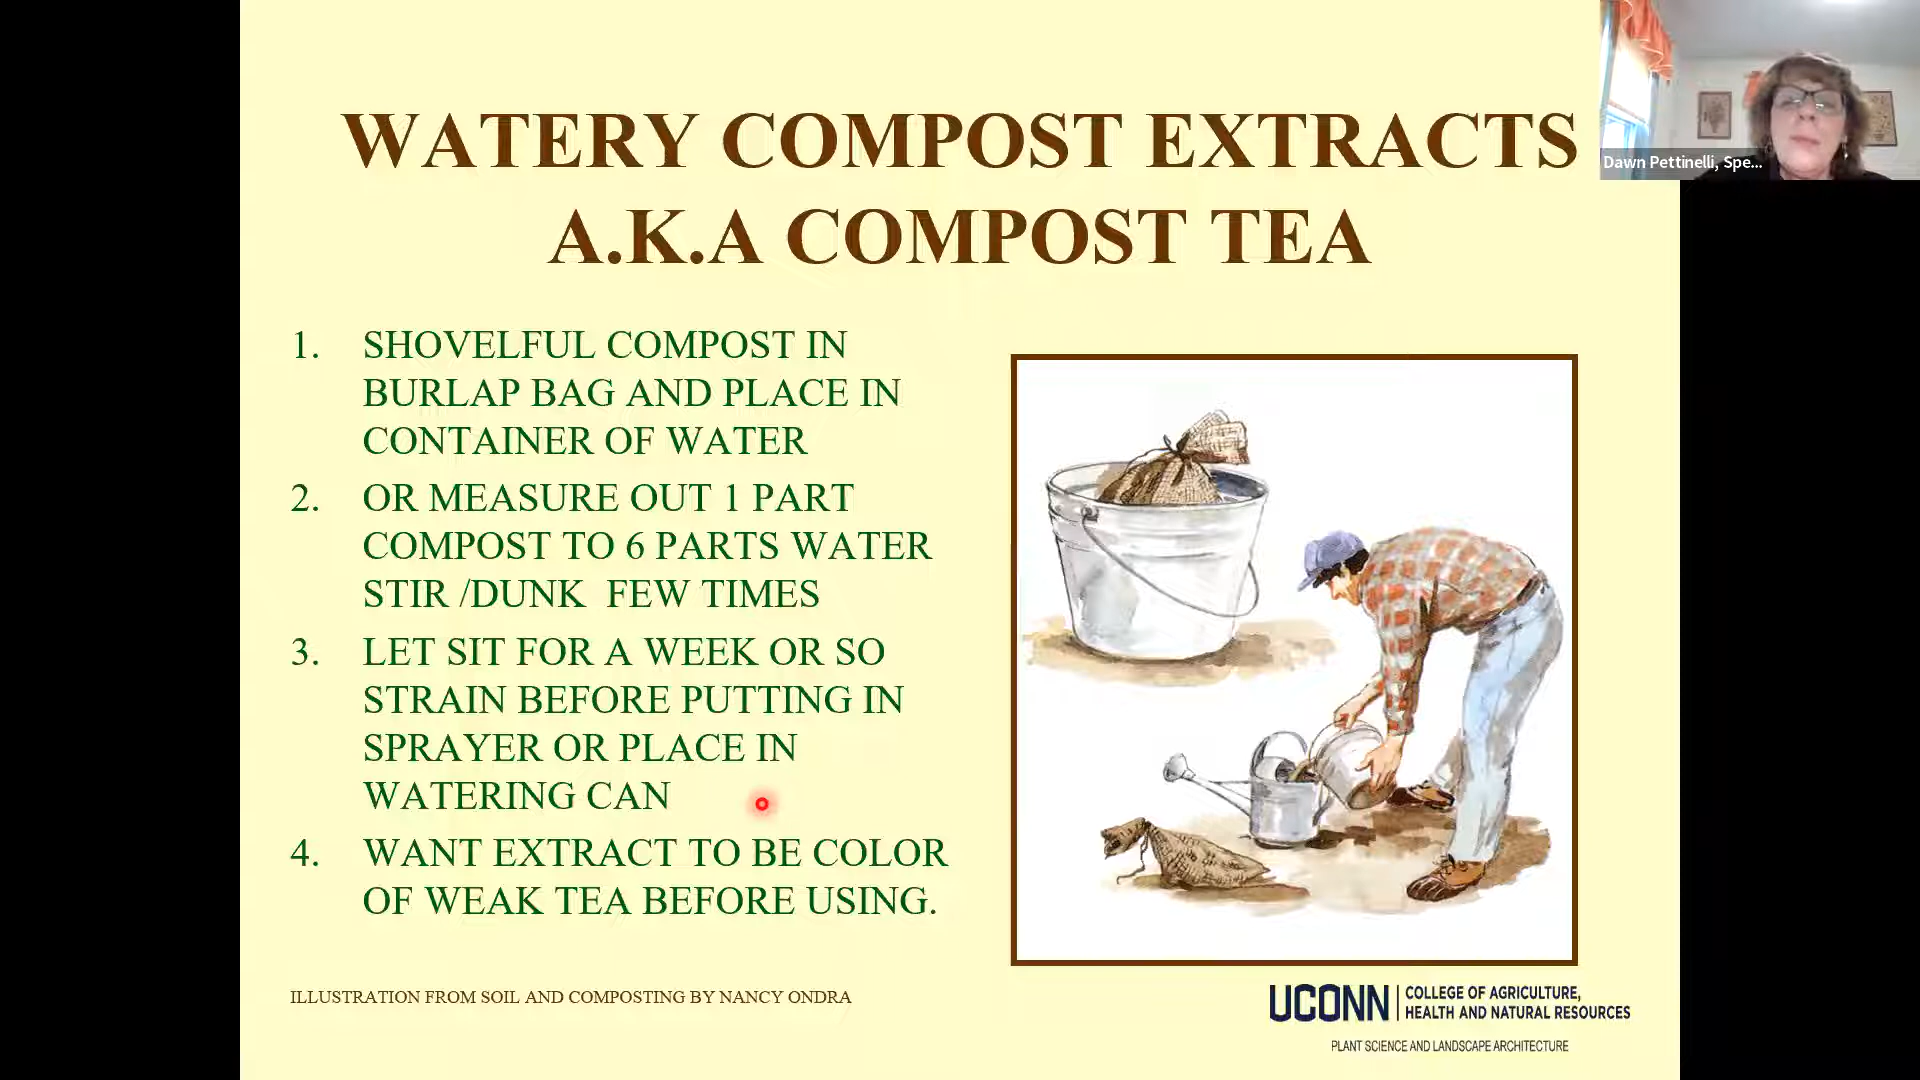 WATERY COMPOST EXTRACTS
A.K.A COMPOST TEA
Dawn Pettinelli, Spe...
1. SHOVELFUL COMPOST IN
BURLAP BAG AND PLACE IN
CONTAINER OF WATER
2. OR MEASURE OUT 1 PART
COMPOST TO 6 PARTS WATER
STIR /DUNK FEW TIMES
3. LET SIT FOR A WEEK OR SO
STRAIN BEFORE PUTTING IN
SPRAYER OR PLACE IN
WATERING CAN
4. WANT EXTRACT TO BE COLOR
OF WEAK TEA BEFORE USING.
ILLUSTRATION FROM SOIL AND COMPOSTING BY NANCY ONDRA
UCONN
COLLEGE OF AGRICULTURE,
HEALTH AND NATURAL RESOURCES
PLANT SCIENCE AND LANDSCAPE ARCHITECTURE